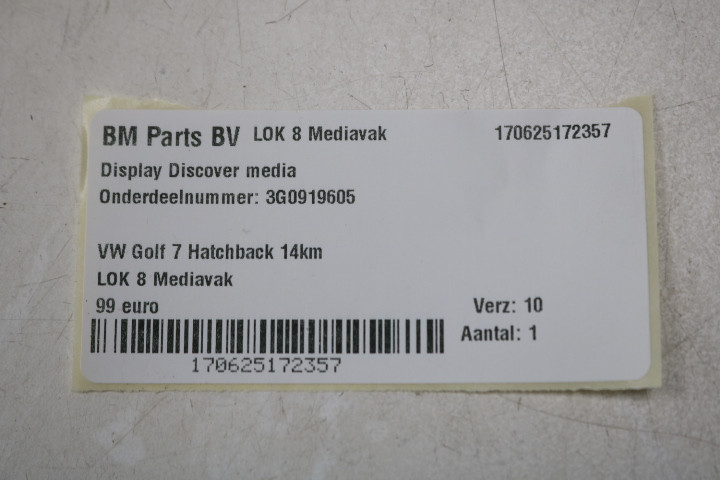 BM Parts BV LOK 8 Mediavak 170625172357
Display Discover media
Onderdeelnummer: 3G0919605
VW Golf 7 Hatchback 14km
LOK 8 Mediavak
99 euro Verz: 10
Aantal: 1
170625172357